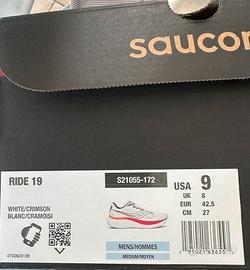 saucon
RIDE 19
S21055-172
WHITE/CRIMSON
BLANC/CRAMOISI
USA 9
UK 8
EUR 42.5
CM 27
MENS/HOMMES
MEDIUM/MOYEN